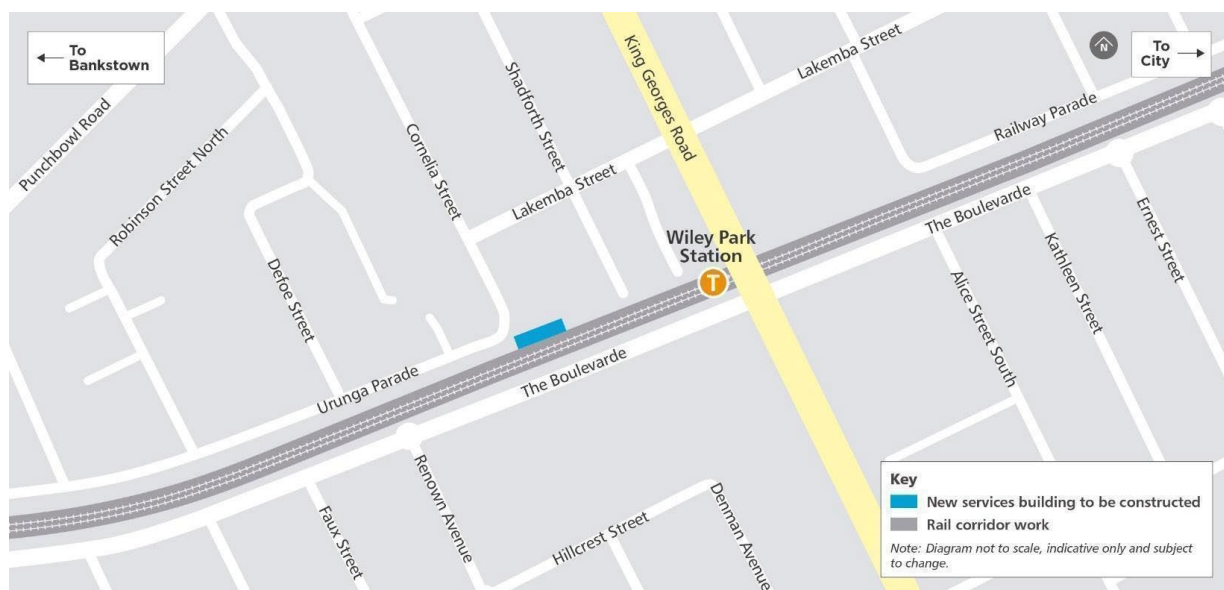 To
Bankstown
To
City
N
King Georges Road
Lakemba Street
Shadforth Street
Railway Parade
Punchbowl Road
Robinson Street North
Cornelia Street
Lakemba Street
Wiley Park
Station
T
The Boulevarde
Ernest Street
Kathleen Street
Alice Street South
Defoe Street
Urunga Parade
The Boulevarde
Renown Avenue
Faux Street
Hillcrest Street
Denman Avenue
Key
New services building to be constructed
Rail corridor work
Note: Diagram not to scale, indicative only and subject
to change.